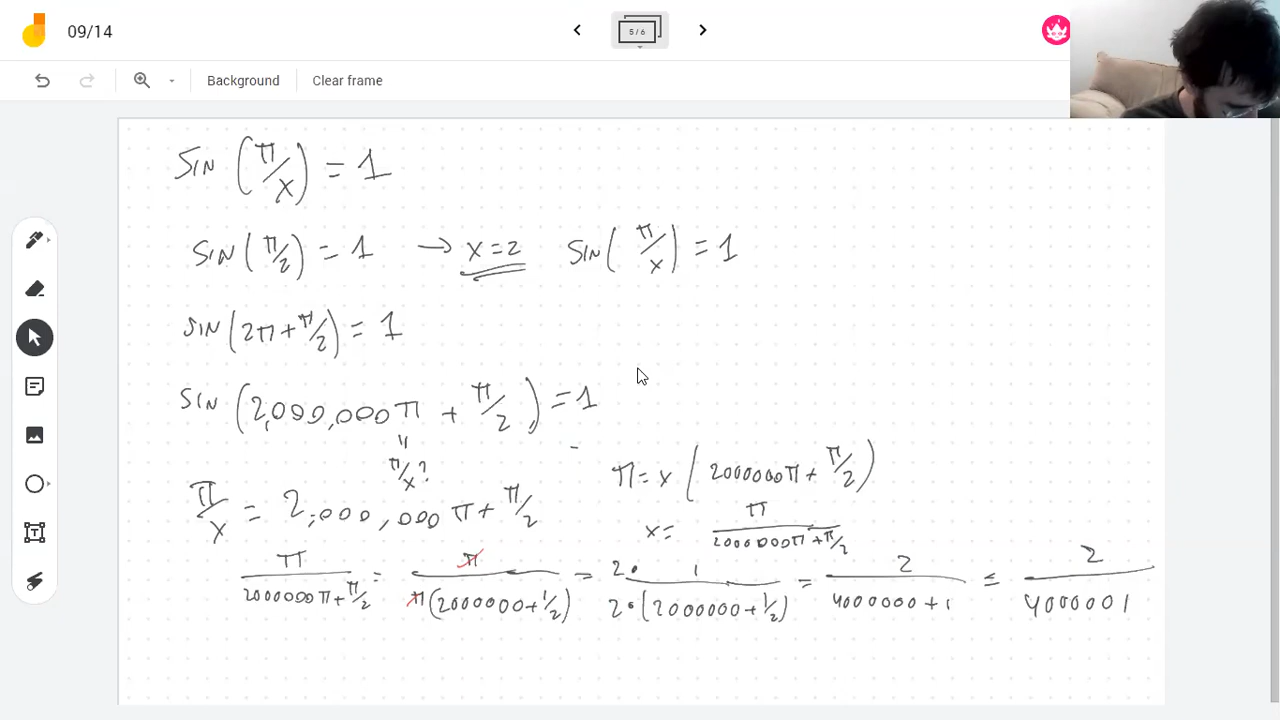 09/14
5/6
Background
Clear frame
SIN (π/x) = 1
SIN (π/2) = 1 → x = 2 SIN (π/x) = 1
SIN (2π + π/2) = 1
SIN (2,000,000π + π/2) = 1
"
π/x?
π/x = 2,000,000π + π/2
π = x (2000000π + π/2)
x = π/(2000000π + π/2)
π/(2000000π + π/2) = π/(π(2000000 + 1/2)) = 2•1/(2•(2000000 + 1/2)) = 2/(4000000 + 1) ≤ 2/4000001